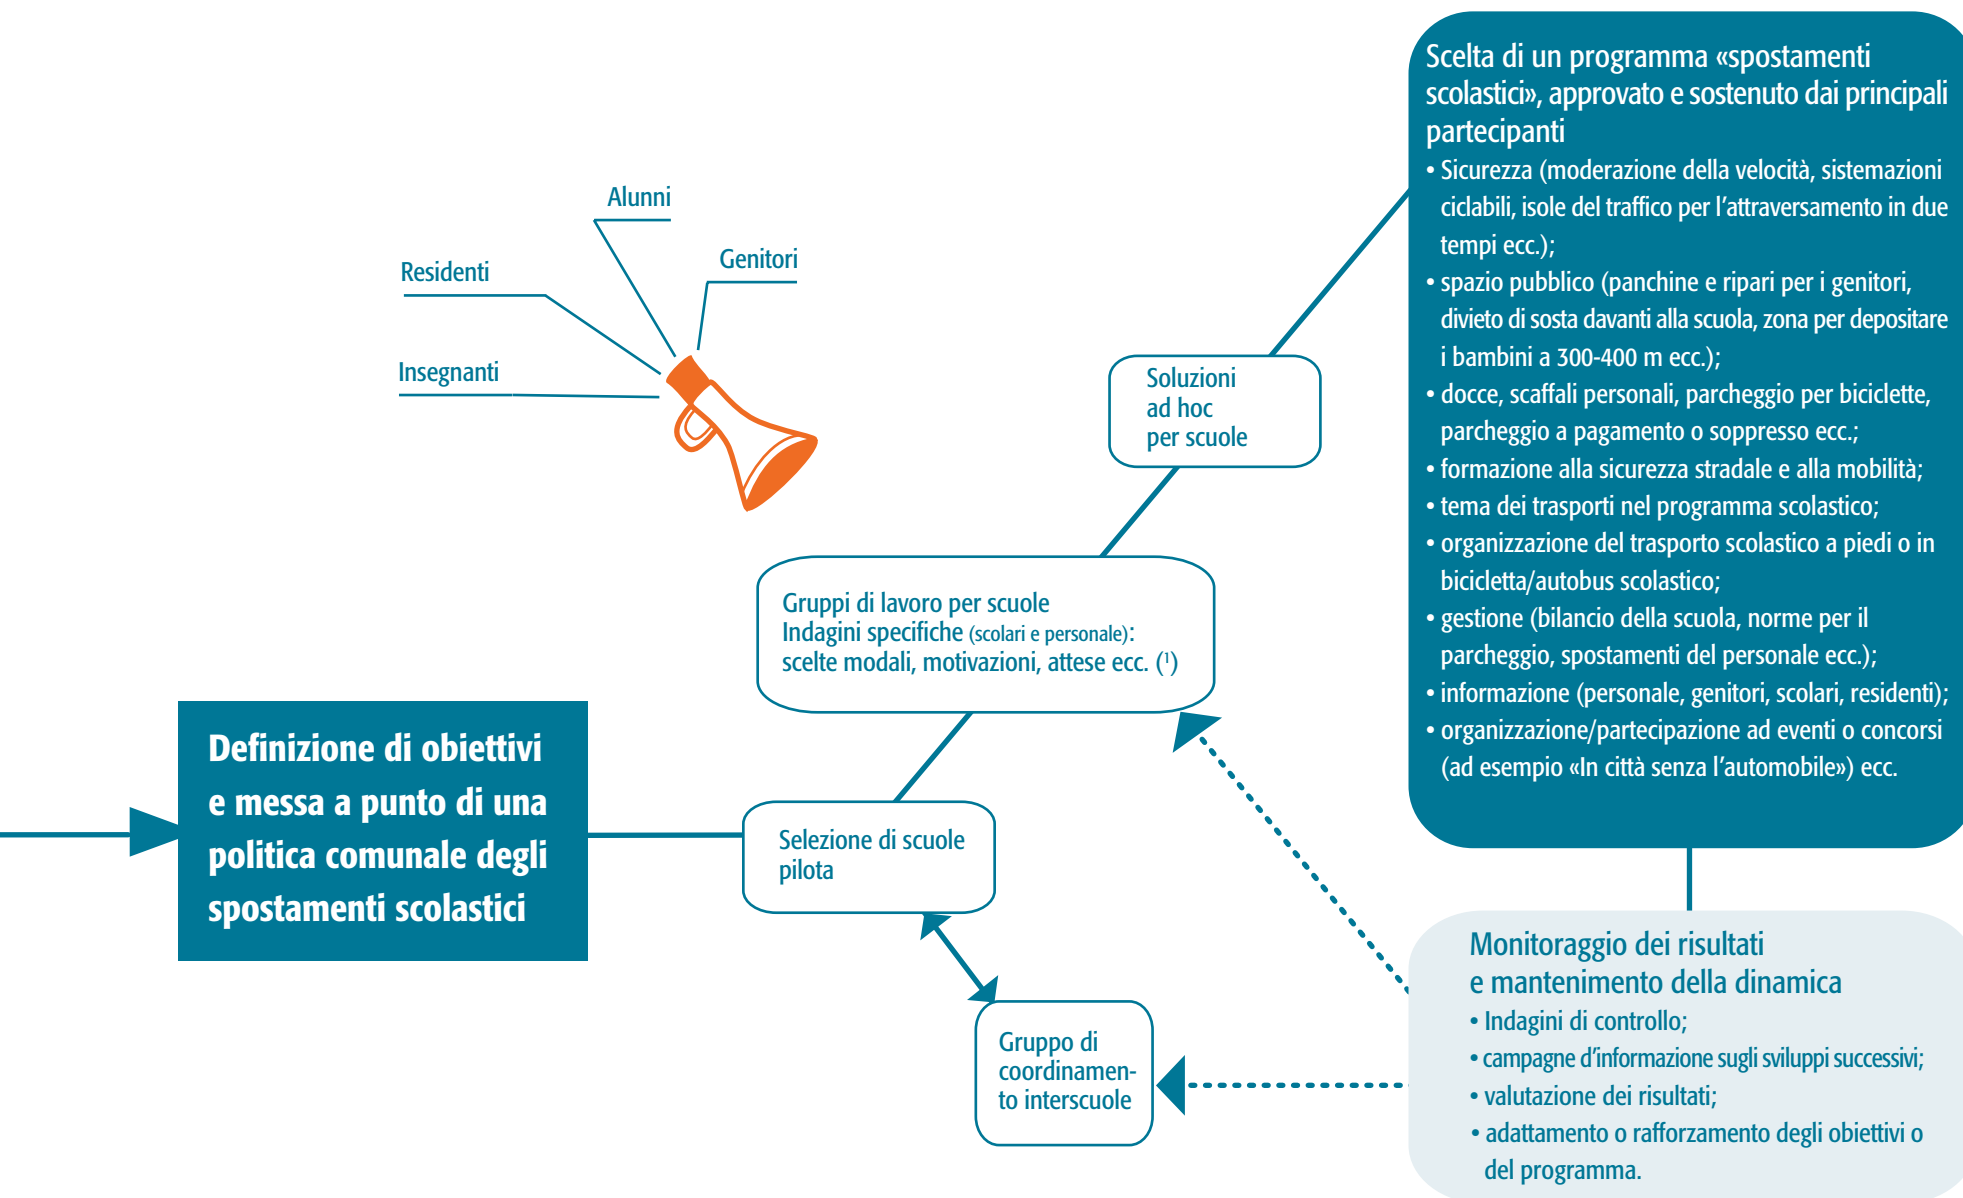 Alunni
Genitori
Residenti
Insegnanti
Definizione di obiettivi
e messa a punto di una
politica comunale degli
spostamenti scolastici
Selezione di scuole
pilota
Gruppo di
coordinamen-
to interscuole
Gruppi di lavoro per scuole
Indagini specifiche (scolari e personale):
scelte modali, motivazioni, attese ecc. (¹)
Soluzioni
ad hoc
per scuole
Scelta di un programma «spostamenti
scolastici», approvato e sostenuto dai principali
partecipanti
• Sicurezza (moderazione della velocità, sistemazioni
ciclabili, isole del traffico per l'attraversamento in due
tempi ecc.);
• spazio pubblico (panchine e ripari per i genitori,
divieto di sosta davanti alla scuola, zona per depositare
i bambini a 300-400 m ecc.);
• docce, scaffali personali, parcheggio per biciclette,
parcheggio a pagamento o soppresso ecc.;
• formazione alla sicurezza stradale e alla mobilità;
• tema dei trasporti nel programma scolastico;
• organizzazione del trasporto scolastico a piedi o in
bicicletta/autobus scolastico;
• gestione (bilancio della scuola, norme per il
parcheggio, spostamenti del personale ecc.);
• informazione (personale, genitori, scolari, residenti);
• organizzazione/partecipazione ad eventi o concorsi
(ad esempio «In città senza l'automobile») ecc.
Monitoraggio dei risultati
e mantenimento della dinamica
• Indagini di controllo;
• campagne d'informazione sugli sviluppi successivi;
• valutazione dei risultati;
• adattamento o rafforzamento degli obiettivi o
del programma.